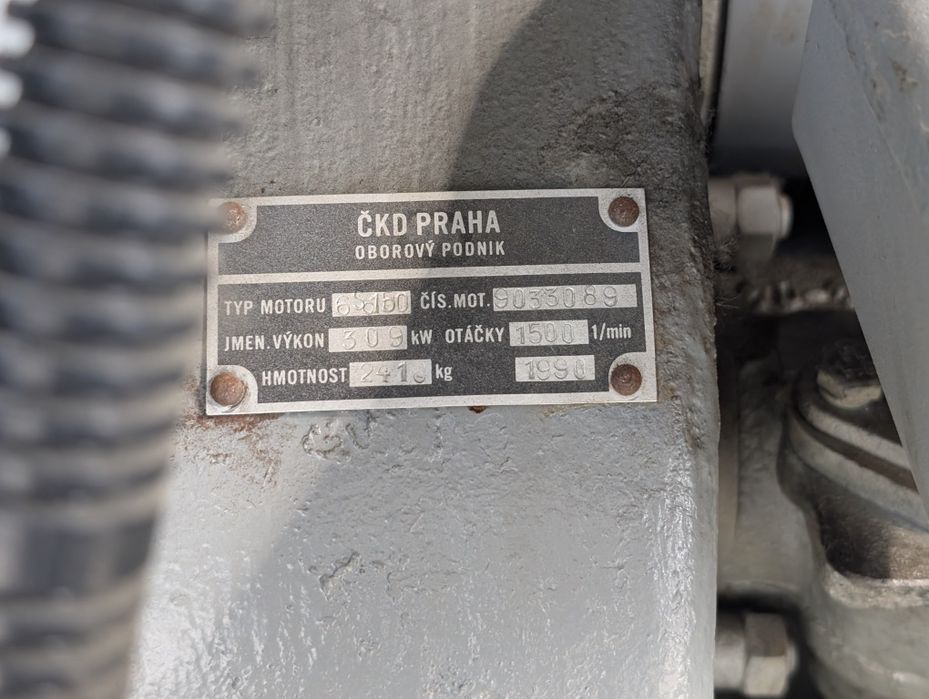 ČKD PRAHA
OBOROVÝ PODNIK
TYP MOTORU 6S160 ČÍS. MOT. 9033089
JMEN. VÝKON 309 kW OTÁČKY 1500 1/min
HMOTNOST kg 1990